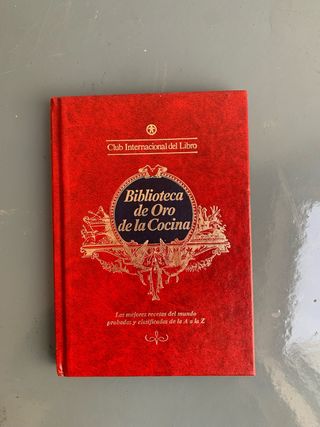 Club Internacional del Libro
Biblioteca
de Oro
de la Cocina
Las mejores recetas del mundo
probadas y clasificadas de la A a la Z